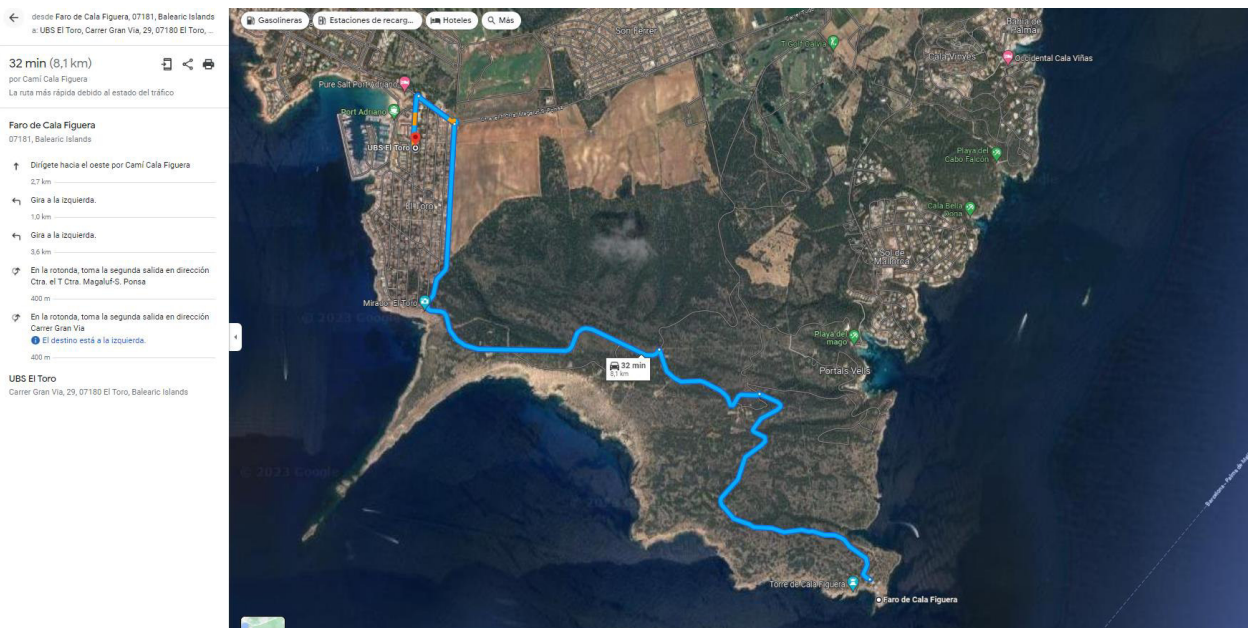 desde Faro de Cala Figuera, 07181, Balearic Islands
a: UBS El Toro, Carrer Gran Via, 29, 07180 El Toro, ...
32 min (8,1 km)
por Camí Cala Figuera
La ruta más rápida debido al estado del tráfico
Faro de Cala Figuera
07181, Balearic Islands
Dirígete hacia el oeste por Camí Cala Figuera
2,7 km
Gira a la izquierda.
1,0 km
Gira a la izquierda.
3,6 km
En la rotonda, toma la segunda salida en dirección
Ctra. el T Ctra. Magaluf-S. Ponsa
400 m
En la rotonda, toma la segunda salida en dirección
Carrer Gran Via
El destino está a la izquierda.
400 m
UBS El Toro
Carrer Gran Via, 29, 07180 El Toro, Balearic Islands
Gasolineras
Estaciones de recarg...
Hoteles
Más
Son Ferrer
Bahía de
Palma
Cala Vinyes
Occidental Cala Viñas
Pure Salt Port Adriano
Port Adriano
UBS El Toro
El Toro
Playa del
Cabo Falcón
Cala Bella
Dona
Sol de
Mallorca
Mirador El Toro
© 2023 Google
Playa del
mago
32 min
8,1 km
Portals Vells
© 2023 Google
Torre de Cala Figuera
Faro de Cala Figuera